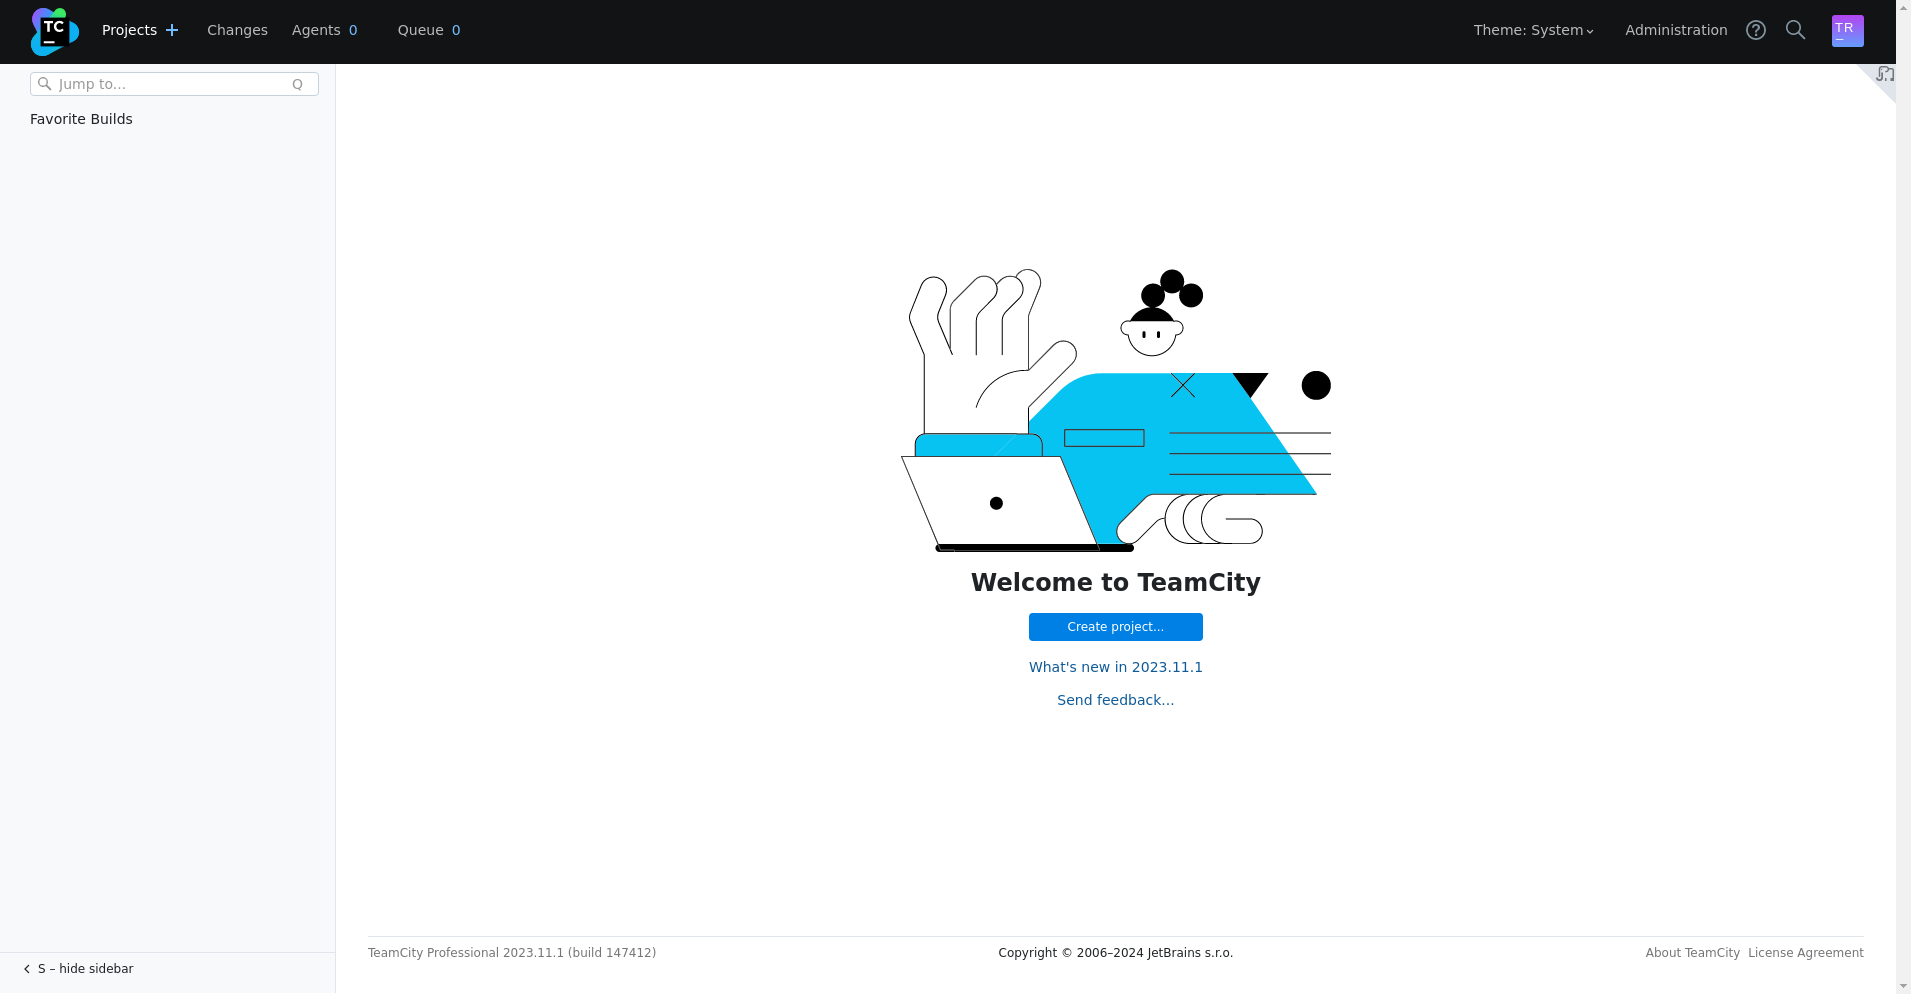 TC
Projects
Changes
Agents 0
Queue 0
Theme: System
Administration
TR
Jump to...
Q
Favorite Builds
Welcome to TeamCity
Create project...
What's new in 2023.11.1
Send feedback...
TeamCity Professional 2023.11.1 (build 147412)
Copyright © 2006–2024 JetBrains s.r.o.
About TeamCity License Agreement
S – hide sidebar